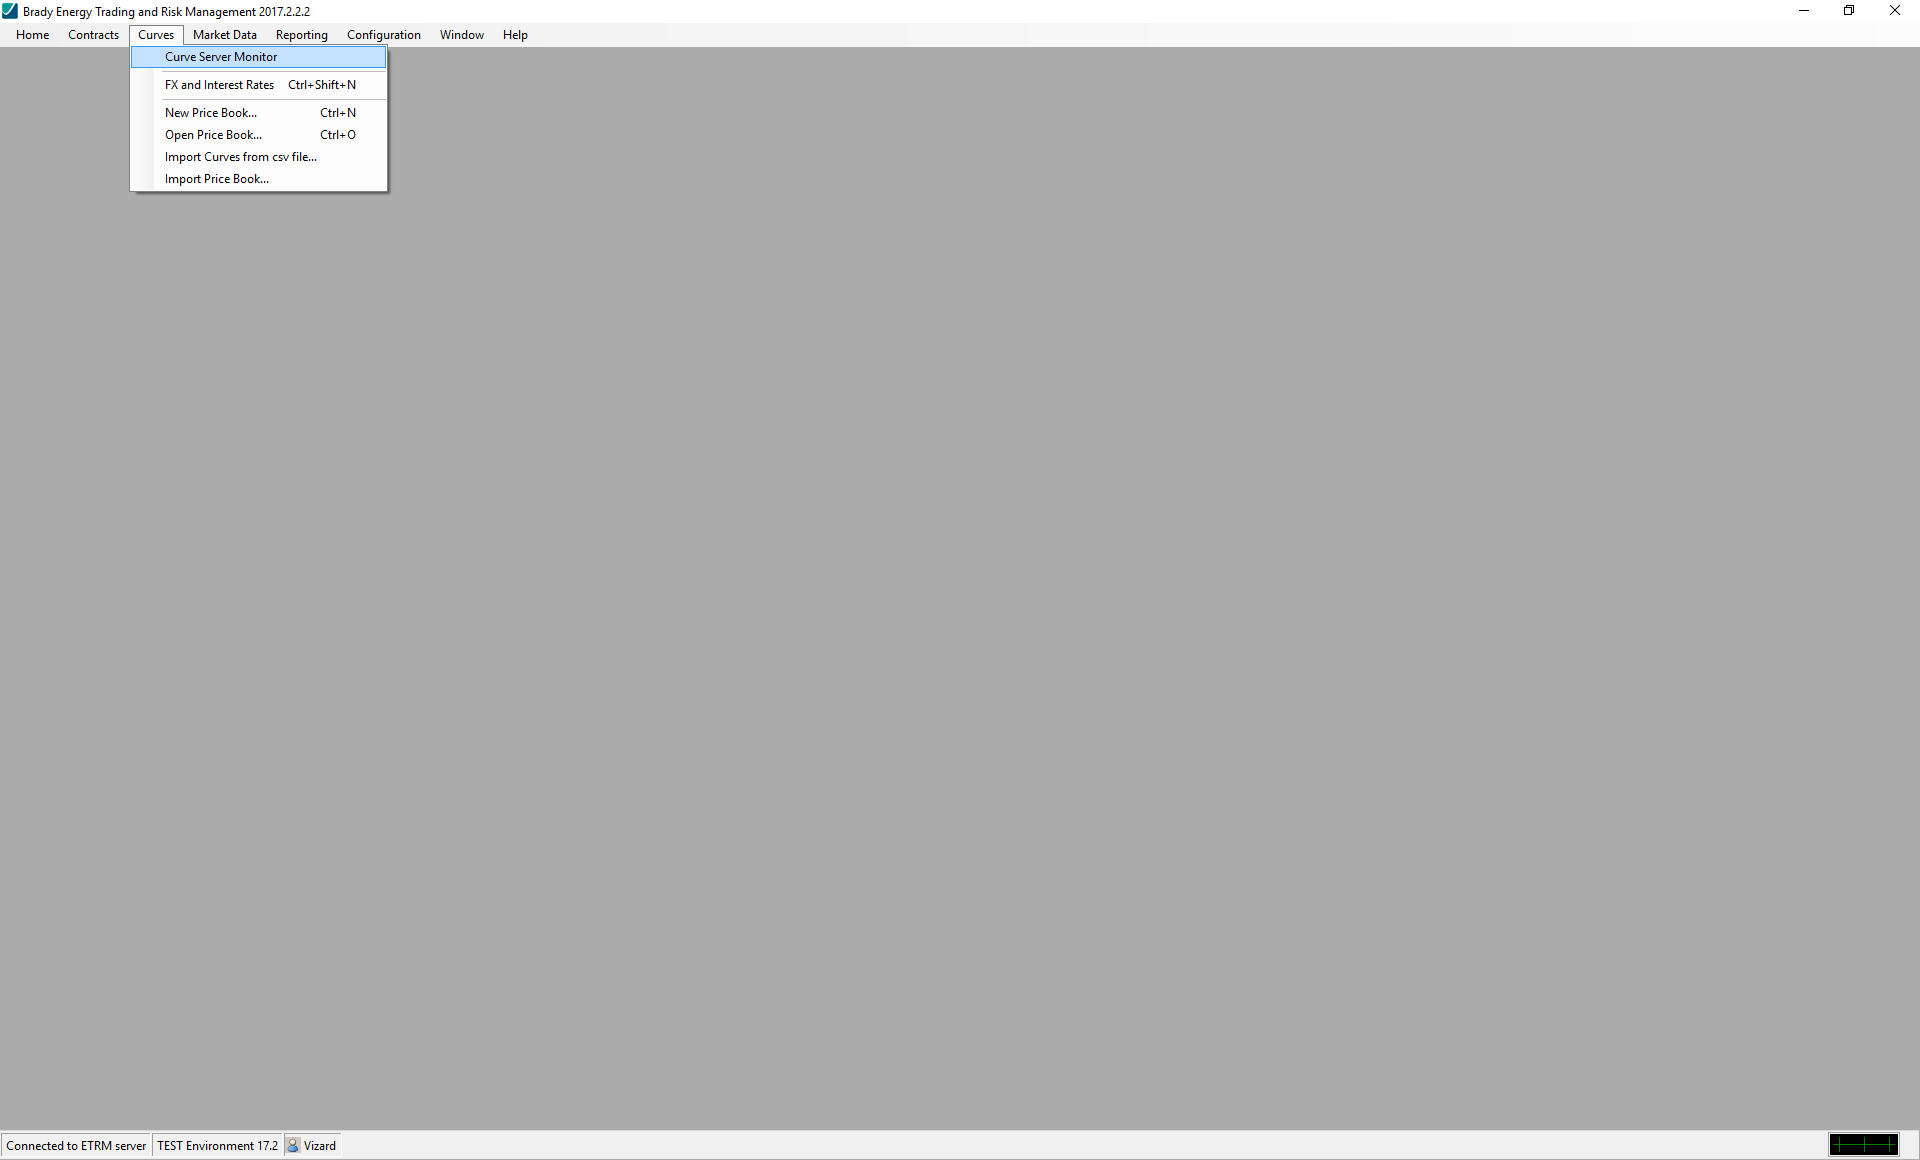 Brady Energy Trading and Risk Management 2017.2.2.2
Home Contracts Curves Market Data Reporting Configuration Window Help
Curve Server Monitor
FX and Interest Rates Ctrl+Shift+N
New Price Book... Ctrl+N
Open Price Book... Ctrl+O
Import Curves from csv file...
Import Price Book...
Connected to ETRM server TEST Environment 17.2 Vizard